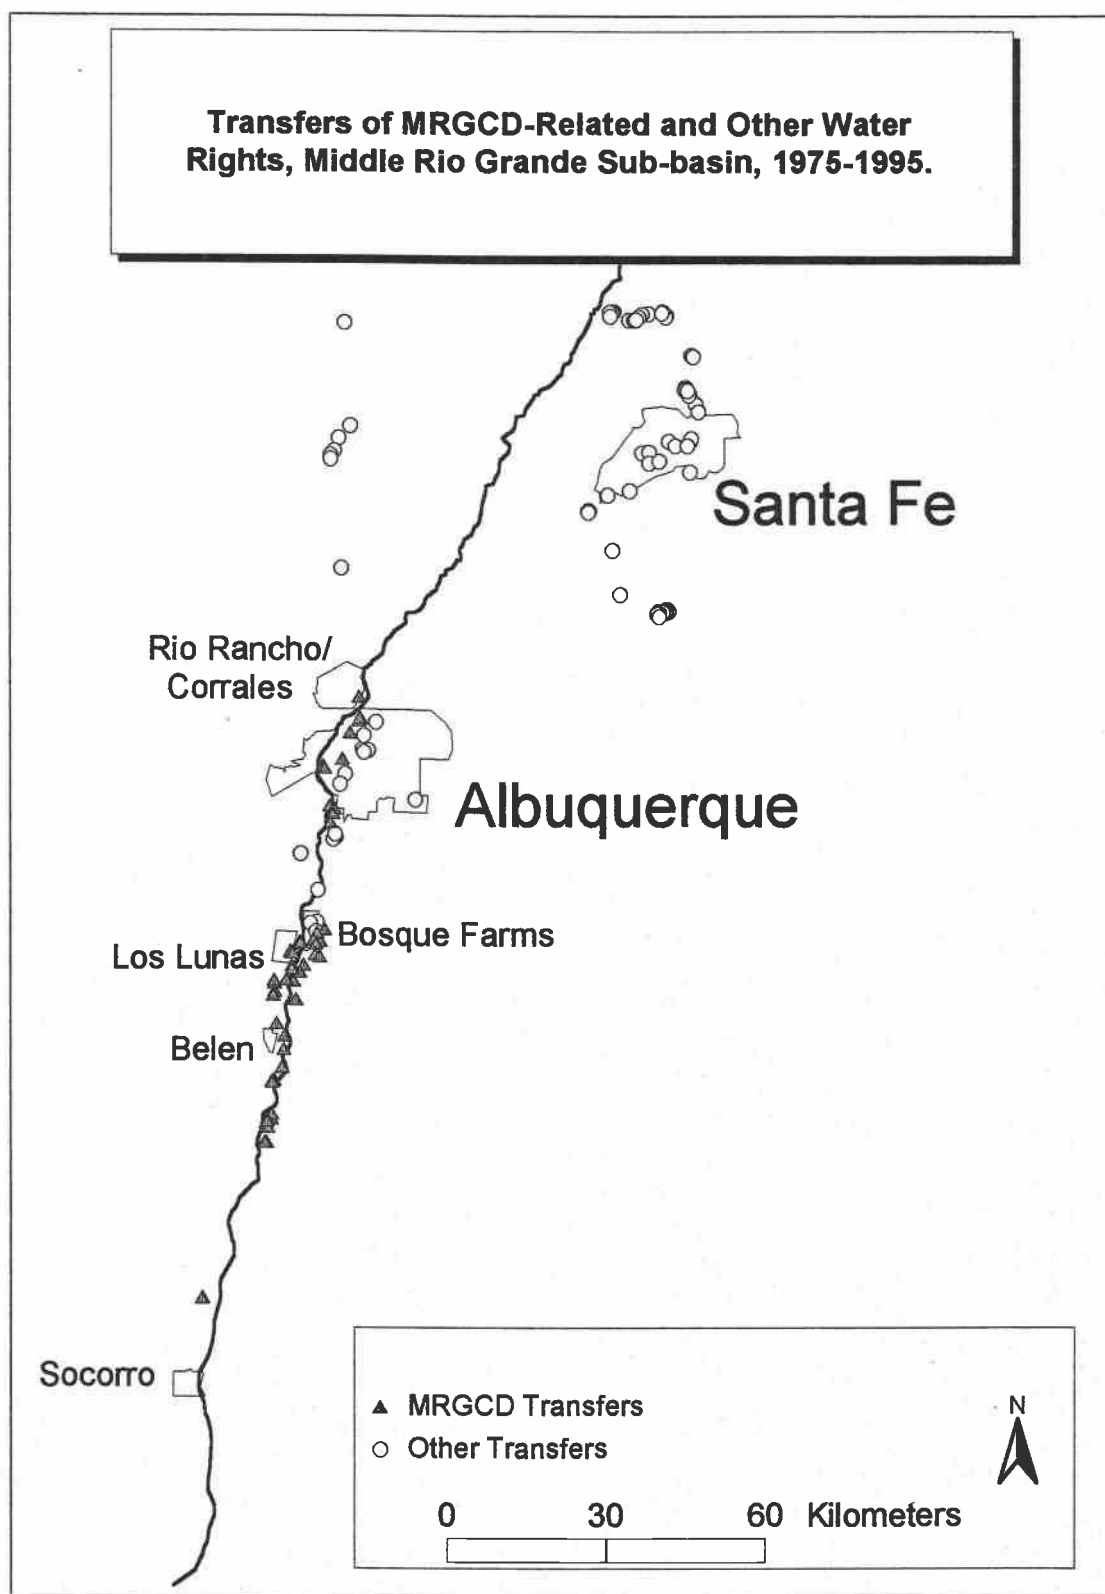 Transfers of MRGCD-Related and Other Water
Rights, Middle Rio Grande Sub-basin, 1975-1995.
Santa Fe
Rio Rancho/
Corrales
Albuquerque
Bosque Farms
Los Lunas
Belen
Socorro
MRGCD Transfers
Other Transfers
N
0 30 60 Kilometers